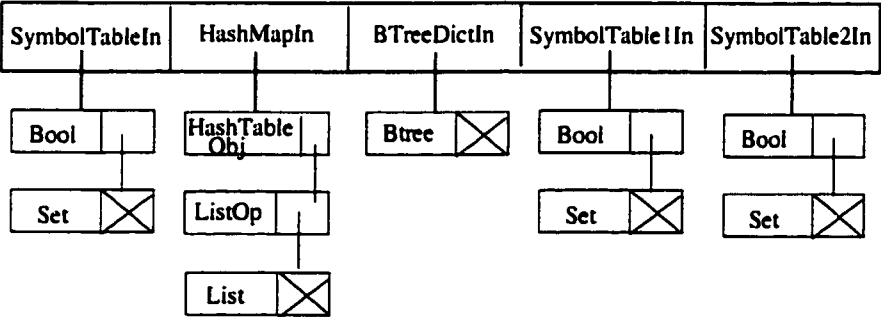 SymbolTableIn HashMapIn BTreeDictIn SymbolTable1In SymbolTable2In
Bool HashTable Btree Bool Bool
Obj
Set ListOp Set Set
List